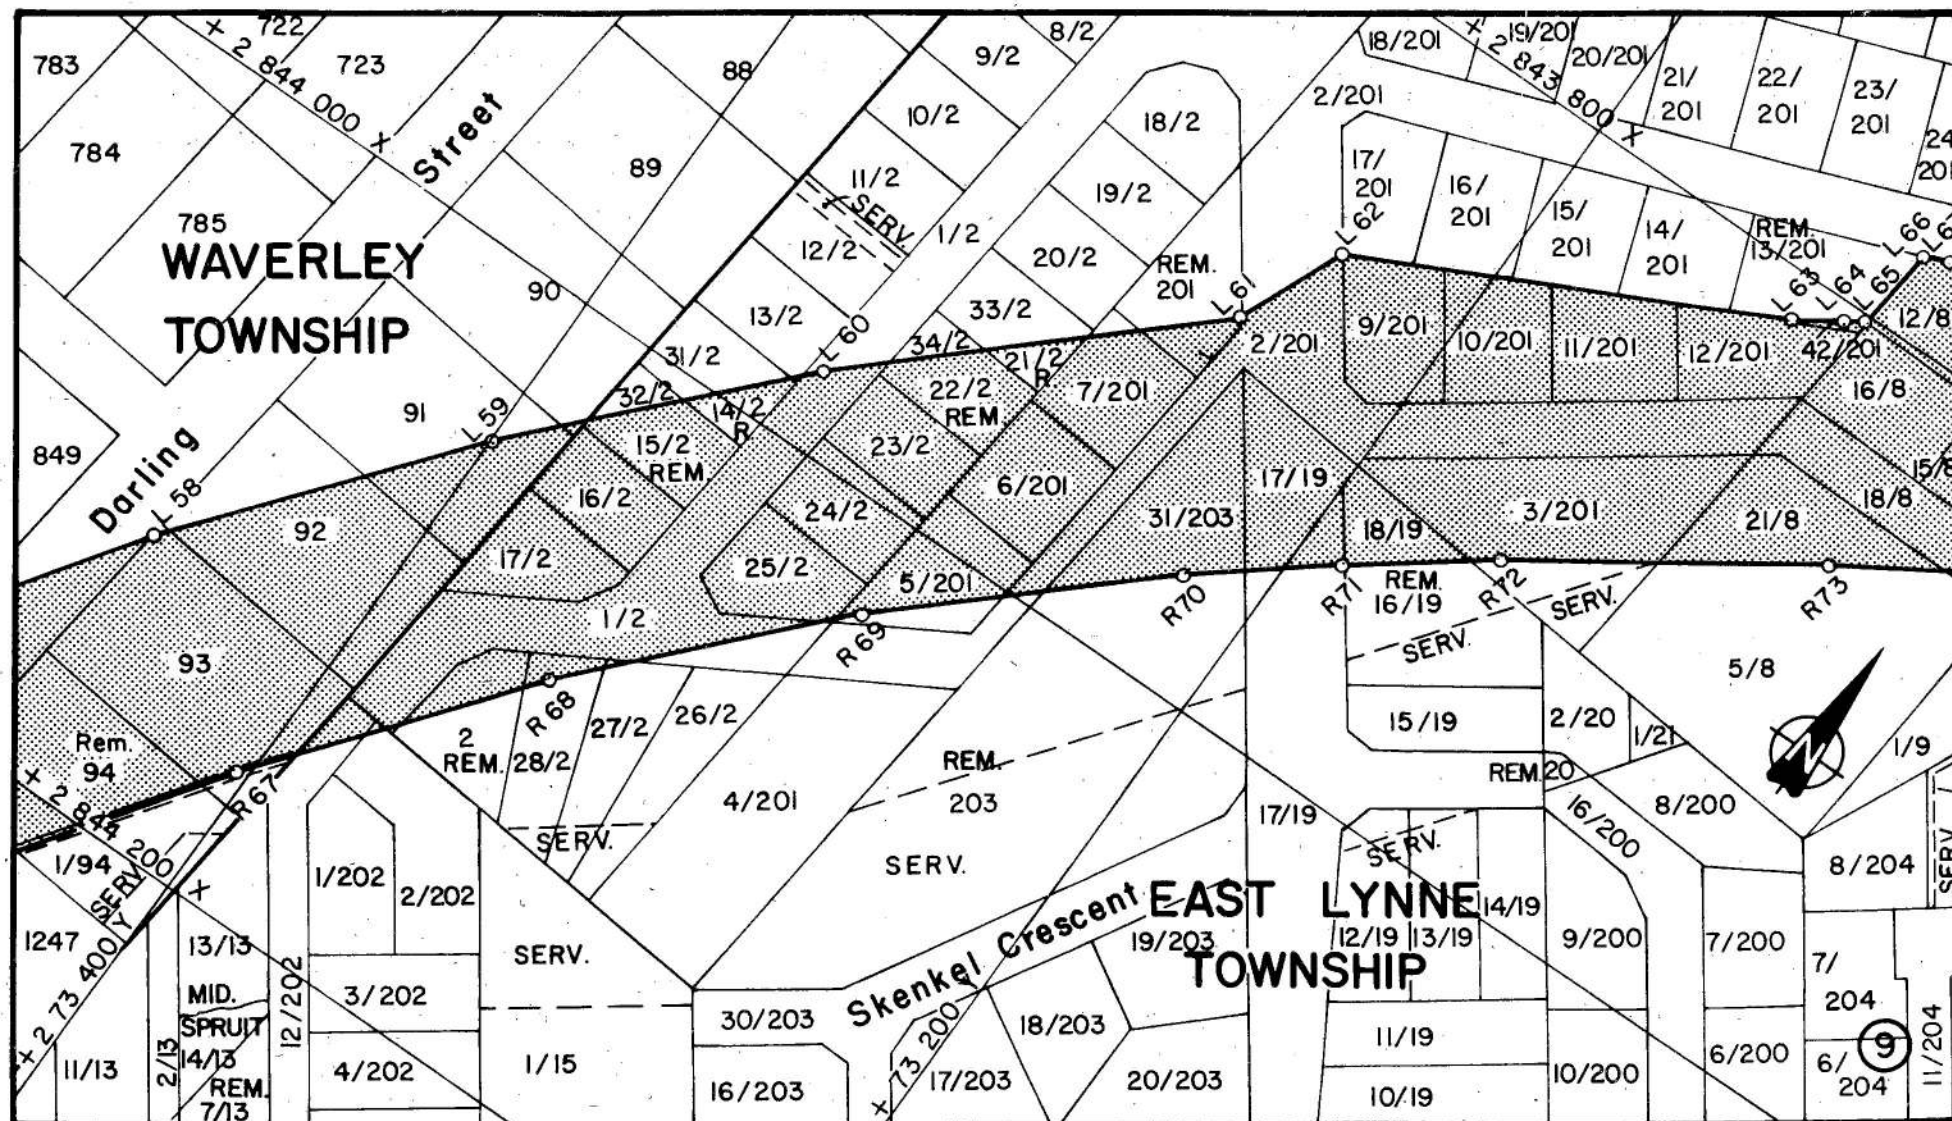 722
783
+ 2 844 000 X
723
88
8/2
9/2
18/201
19/201
20/201
+ 2 843 800 X
21/
201
22/
201
23/
201
24
201
784
Street
89
10/2
18/2
2/201
11/2
SERV.
19/2
17/
201
16/
201
15/
201
14/
201
REM.
13/201
785
WAVERLEY
TOWNSHIP
90
12/2
1/2
20/2
REM.
201
L 61
L 62
L 63
L 64
L 65
L 66
13/2
33/2
L 60
31/2
34/2
21/2
R
2/201
9/201
10/201
11/201
12/201
42/201
12/8
849
Darling
91
L 59
32/2
14/2
R
22/2
REM.
7/201
16/8
L 58
92
15/2
REM.
23/2
6/201
17/19
15/8
16/2
24/2
31/203
18/19
3/201
21/8
18/8
17/2
25/2
5/201
1/2
R 69
R 70
R 71
REM.
16/19
R 72
SERV.
R 73
93
SERV.
5/8
Rem.
94
2
REM.
28/2
R 68
27/2
26/2
15/19
2/20
1/21
1/9
+ 2 844 200 X
R 67
4/201
REM.
203
REM.20
8/200
1/94
SERV.
SERV.
SERV.
17/19
SERV.
16/200
8/204
SERV.
1/202
2/202
1247
13/13
SERV.
Skenkel Crescent
EAST LYNNE
TOWNSHIP
19/203
12/19
13/19
14/19
9/200
7/200
7/
204
+ 2 73 400 Y
MID.
SPRUIT
14/13
REM.
7/13
12/202
3/202
30/203
18/203
11/19
11/13
2/13
4/202
1/15
16/203
X 73 200 Y
17/203
20/203
10/19
10/200
6/200
6/
204
9
11/204